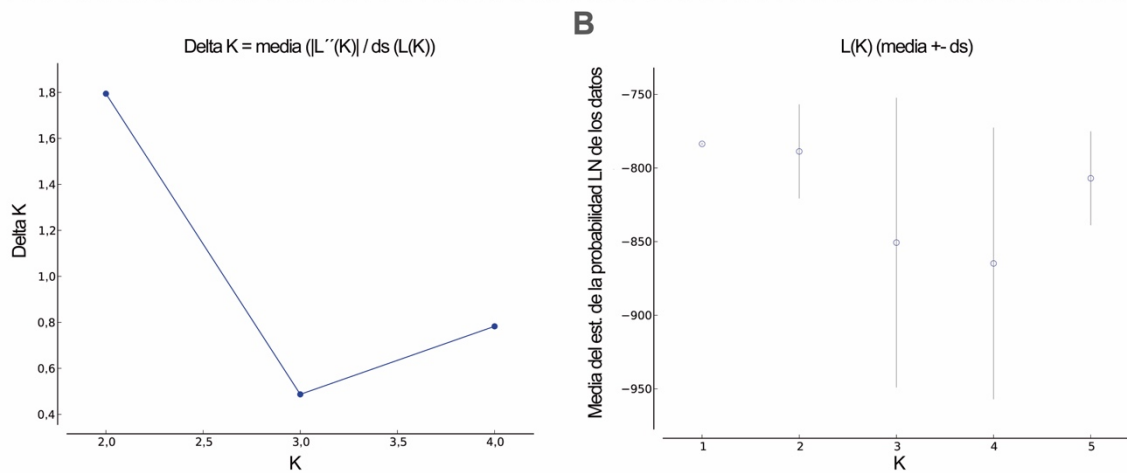 Delta K = media (|L´´(K)| / ds (L(K))
Delta K
1,8
1,6
1,4
1,2
1,0
0,8
0,6
0,4
2,0 2,5 3,0 3,5 4,0
K
B
L(K) (media +- ds)
Media del est. de la probabilidad LN de los datos
−750
−800
−850
−900
−950
1 2 3 4 5
K